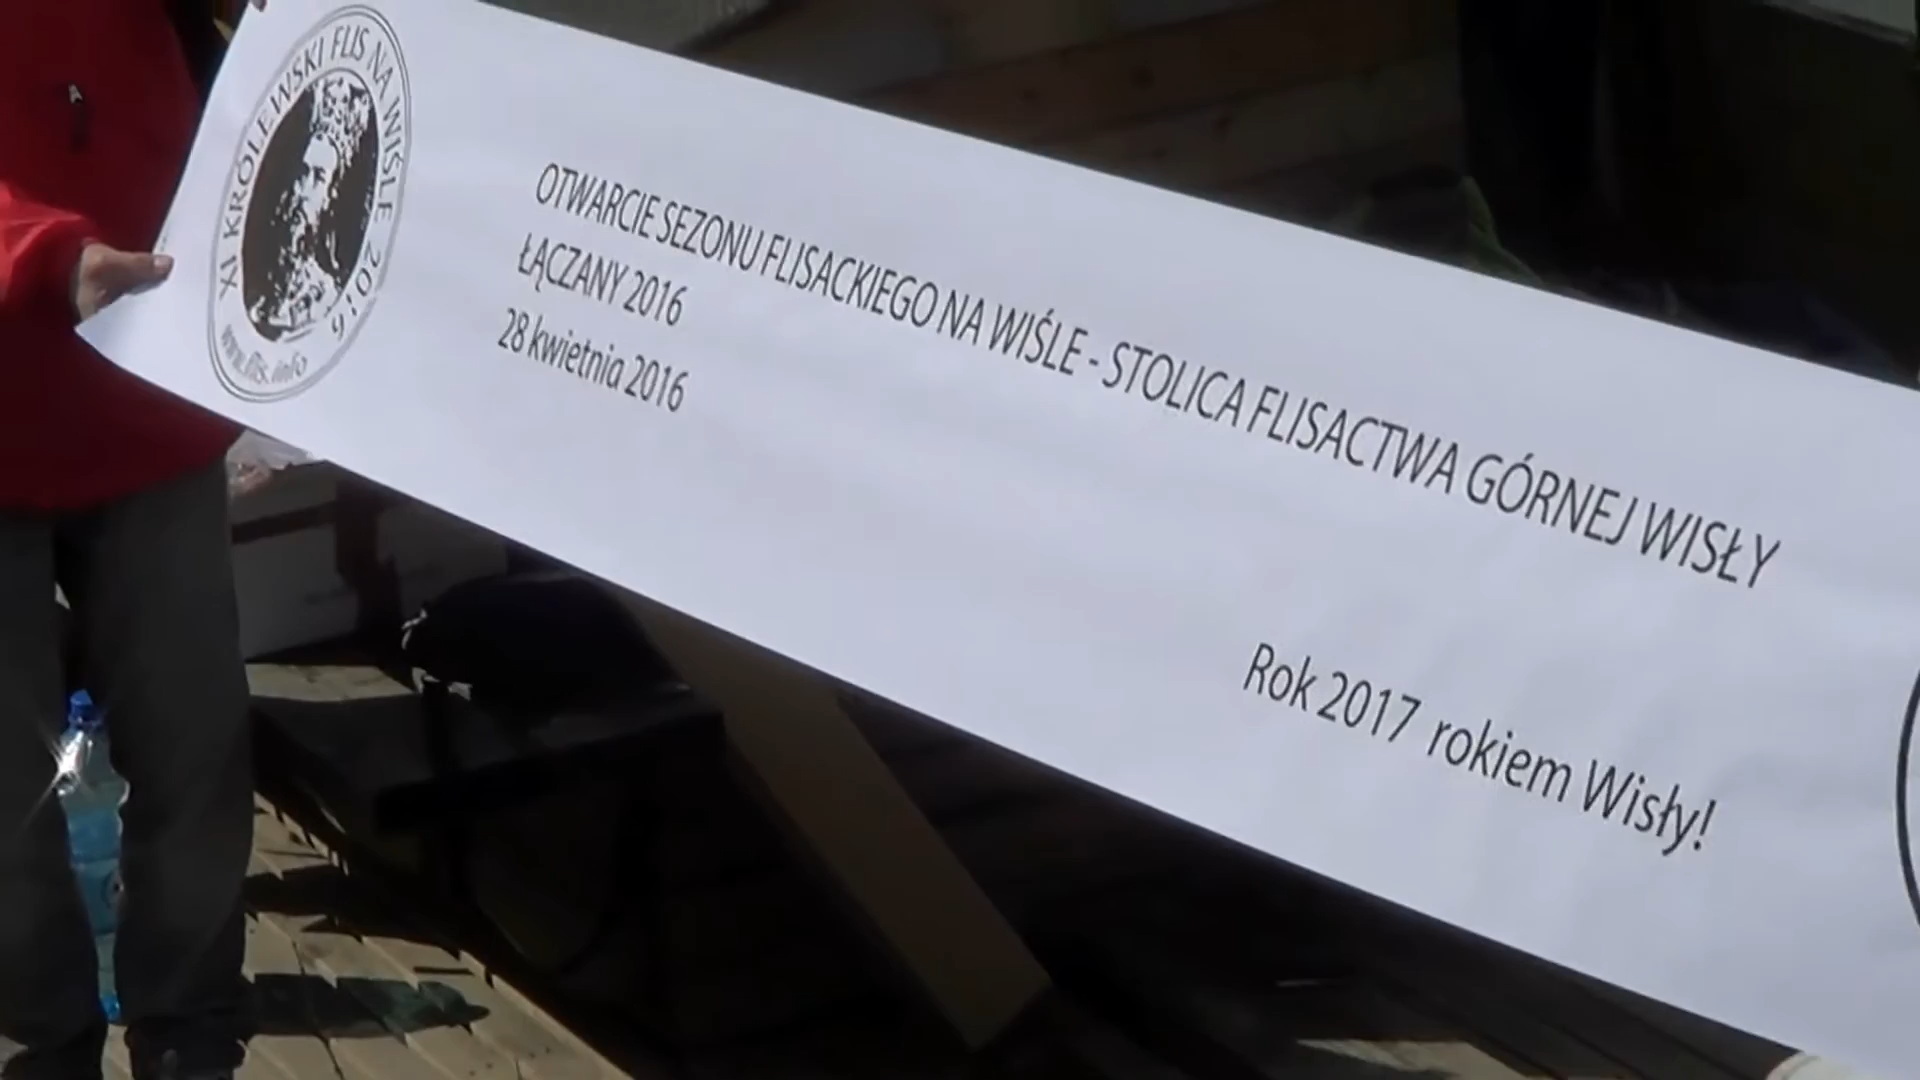 XI KRÓLEWSKI FLIS NA WIŚLE 2016
www.flis.info
OTWARCIE SEZONU FLISACKIEGO NA WIŚLE - STOLICA FLISACTWA GÓRNEJ WISŁY
ŁĄCZANY 2016
28 kwietnia 2016
Rok 2017 rokiem Wisły!